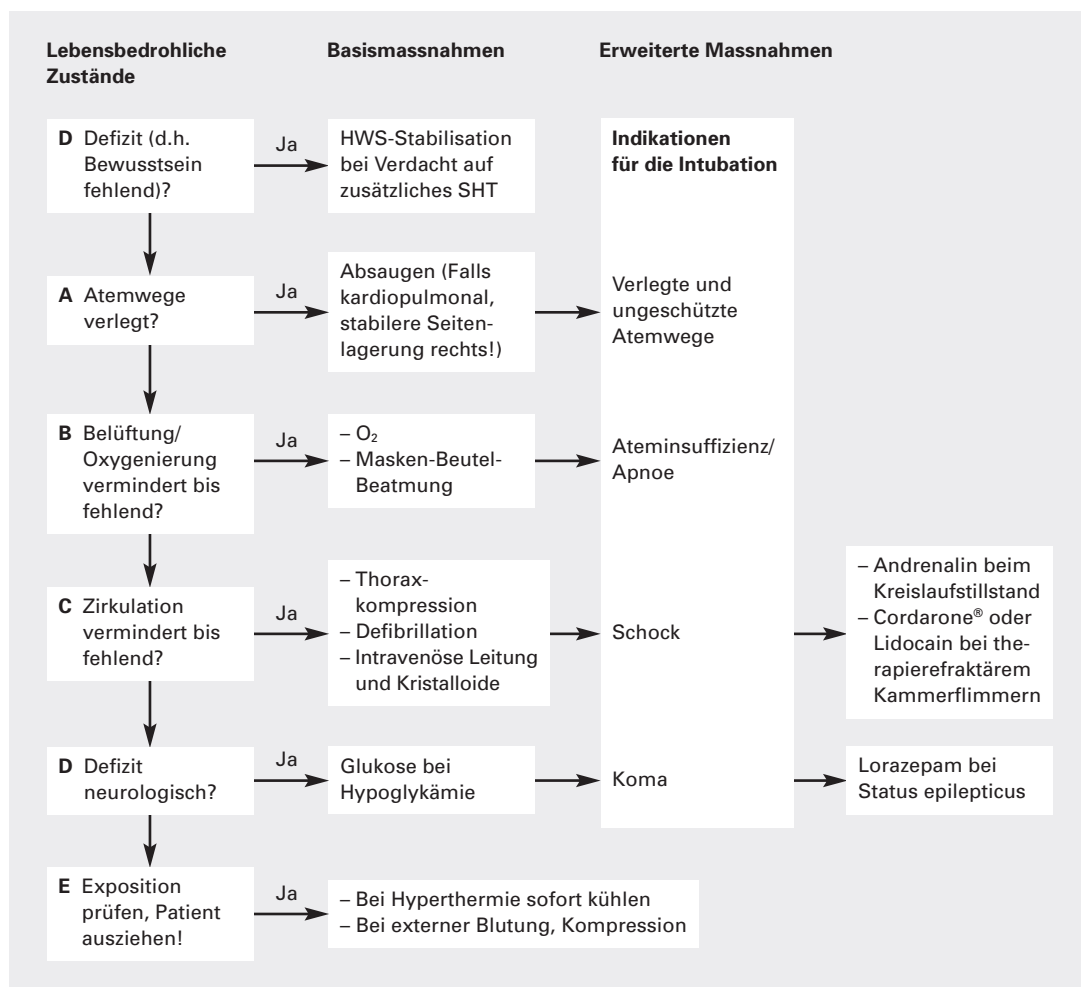 Lebensbedrohliche
Zustände
Basismassnahmen
Erweiterte Massnahmen
D Defizit (d.h.
Bewusstsein
fehlend)?
Ja
HWS-Stabilisation
bei Verdacht auf
zusätzliches SHT
Indikationen
für die Intubation
A Atemwege
verlegt?
Ja
Absaugen (Falls
kardiopulmonal,
stabilere Seiten-
lagerung rechts!)
Verlegte und
ungeschützte
Atemwege
B Belüftung/
Oxygenierung
vermindert bis
fehlend?
Ja
– O₂
– Masken-Beutel-
Beatmung
Ateminsuffizienz/
Apnoe
C Zirkulation
vermindert bis
fehlend?
Ja
– Thorax-
kompression
– Defibrillation
– Intravenöse Leitung
und Kristalloide
Schock
– Andrenalin beim
Kreislaufstillstand
– Cordarone® oder
Lidocain bei the-
rapierefraktärem
Kammerflimmern
D Defizit
neurologisch?
Ja
Glukose bei
Hypoglykämie
Koma
Lorazepam bei
Status epilepticus
E Exposition
prüfen, Patient
ausziehen!
Ja
– Bei Hyperthermie sofort kühlen
– Bei externer Blutung, Kompression